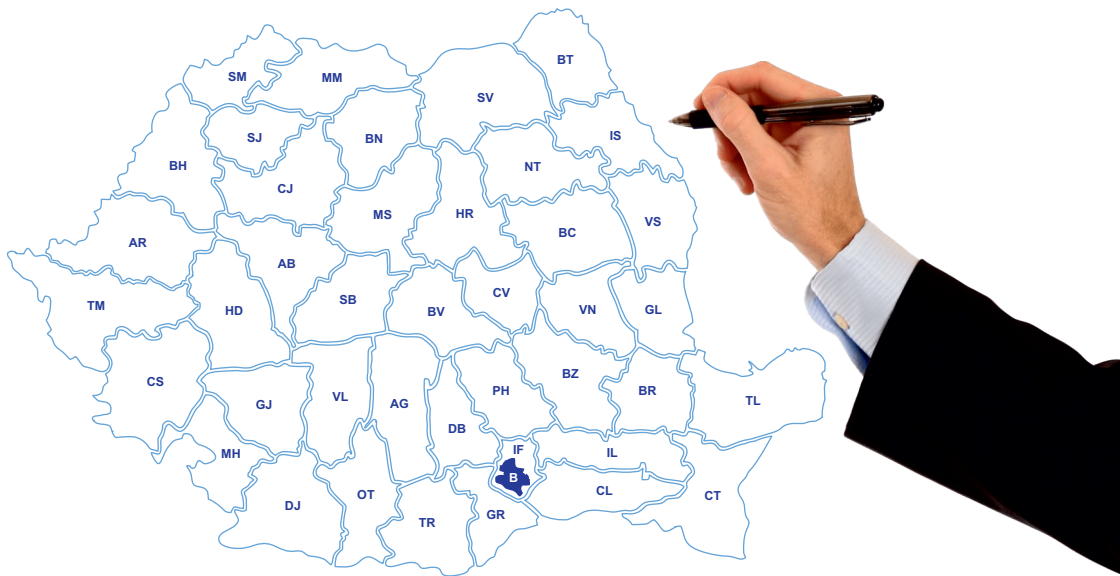 BT
SM
MM
SV
SJ
BN
IS
BH
NT
CJ
MS
HR
VS
BC
AR
AB
CV
SB
TM
HD
BV
VN
GL
BZ
CS
PH
BR
VL
TL
GJ
AG
DB
MH
IF
IL
B
CL
OT
CT
DJ
GR
TR